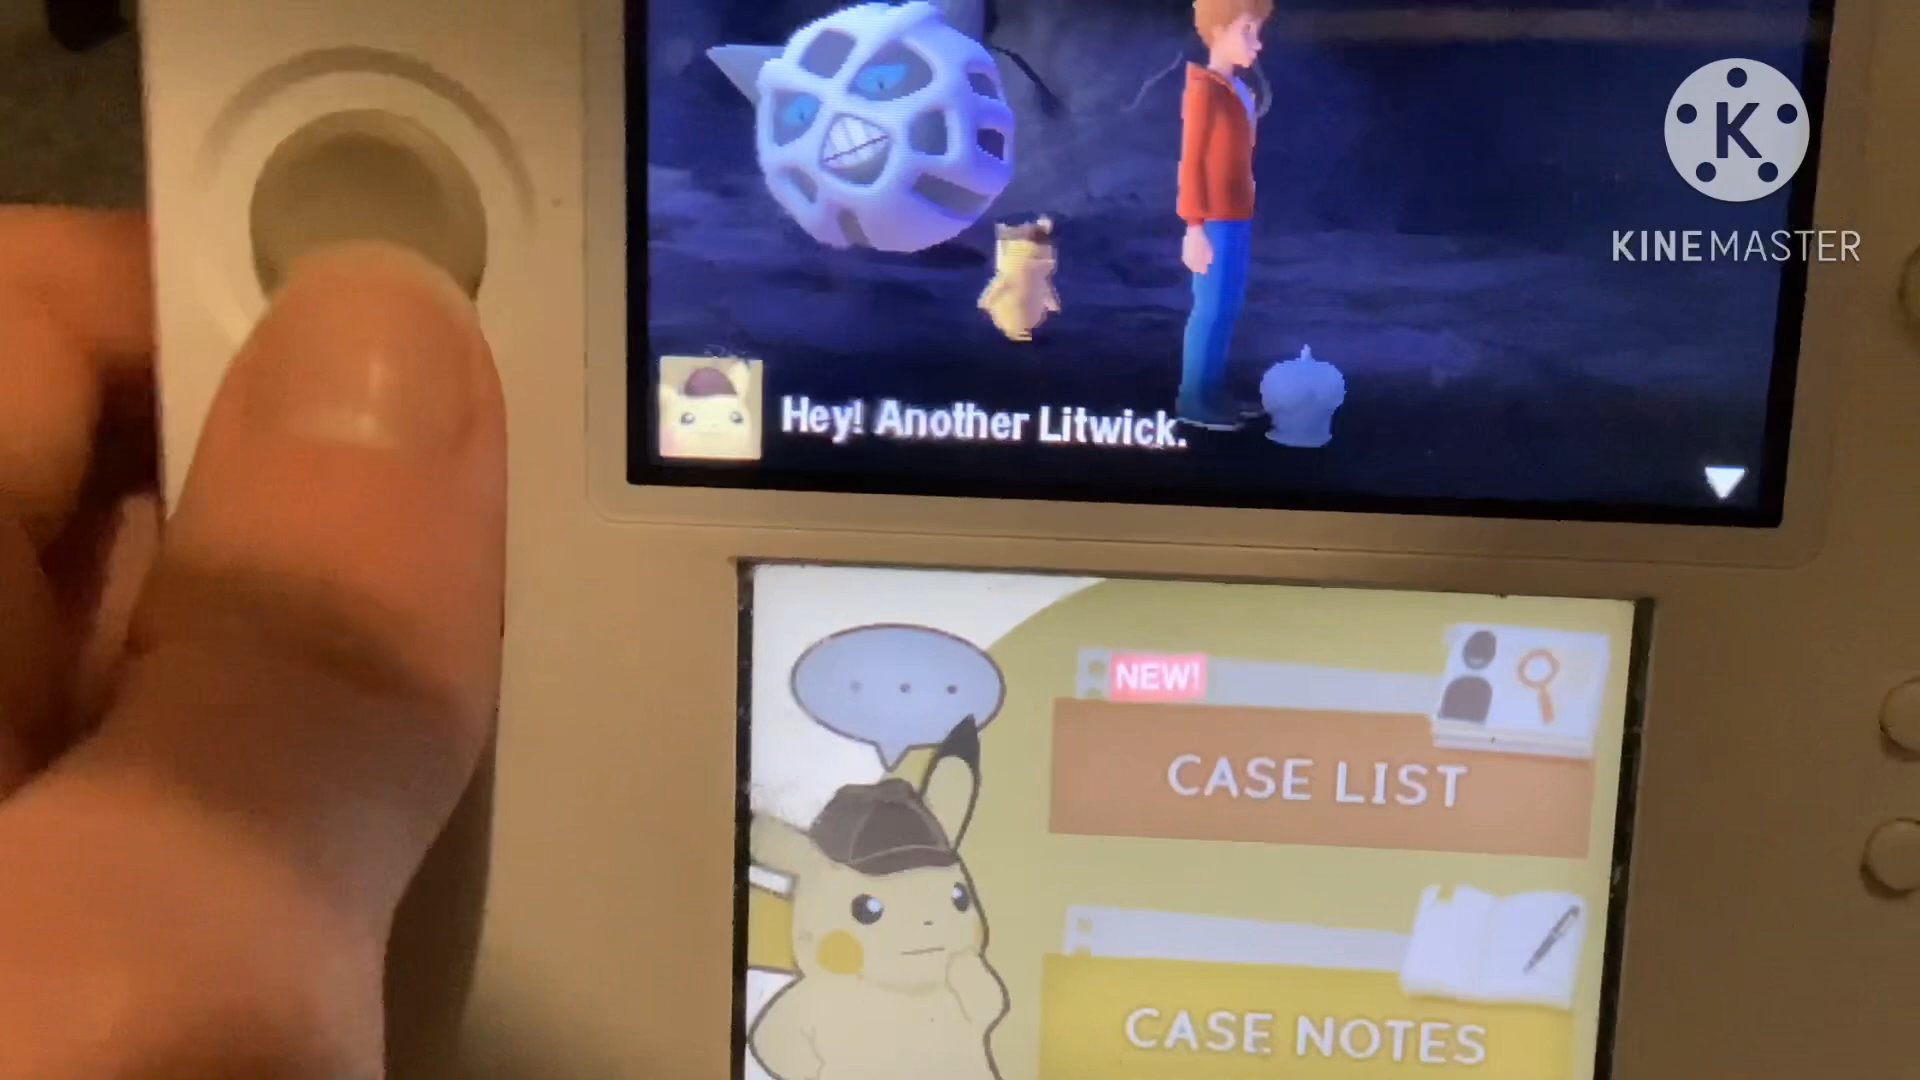 K
KINEMASTER
Hey! Another Litwick.
NEW!
CASE LIST
CASE NOTES